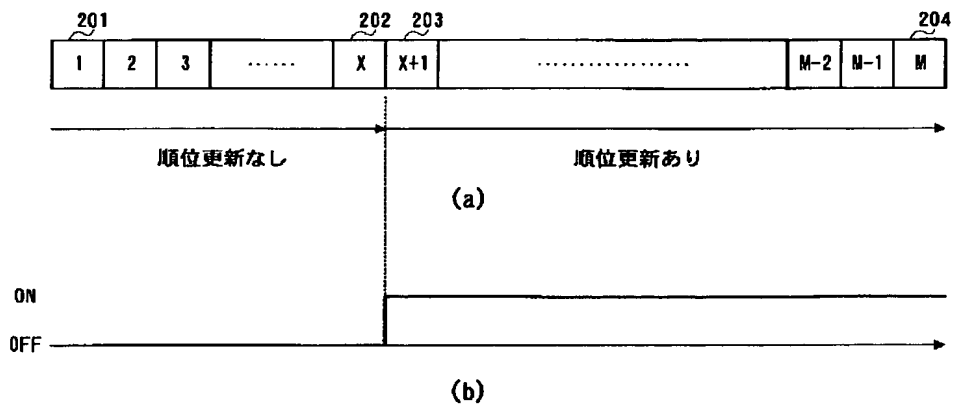 201 202 203 204
1 2 3 ...... X X+1 .................. M-2 M-1 M
順位更新なし 順位更新あり
(a)
ON
OFF
(b)